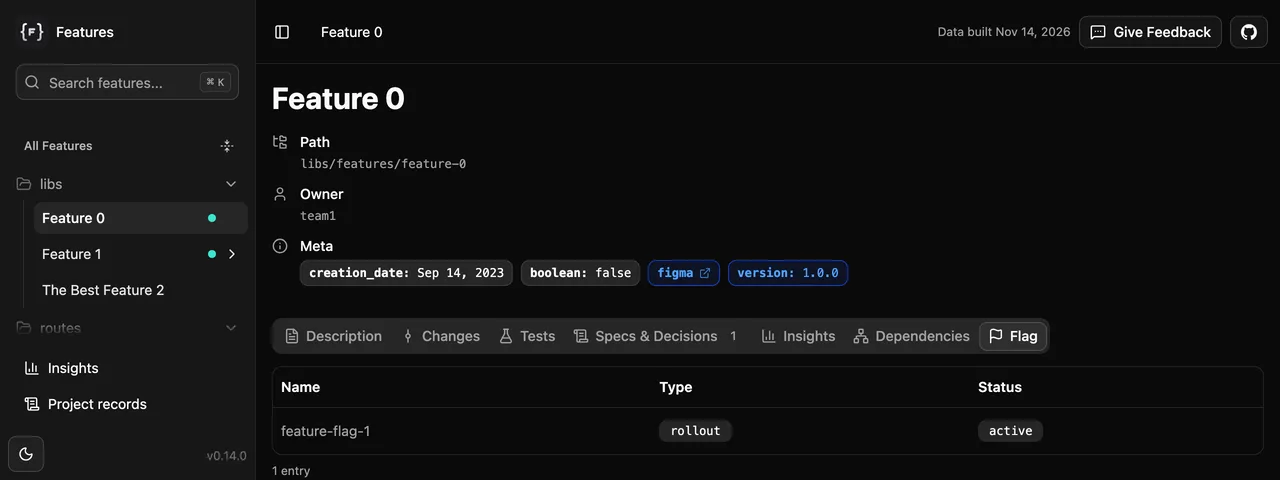 {F} Features
Feature 0
Data built Nov 14, 2026
Give Feedback
Search features...
⌘ K
All Features
libs
Feature 0
Feature 1
The Best Feature 2
routes
Insights
Project records
v0.14.0
Feature 0
Path
libs/features/feature-0
Owner
team1
Meta
creation_date: Sep 14, 2023 boolean: false figma version: 1.0.0
Description Changes Tests Specs & Decisions 1 Insights Dependencies Flag
Name Type Status
feature-flag-1 rollout active
1 entry